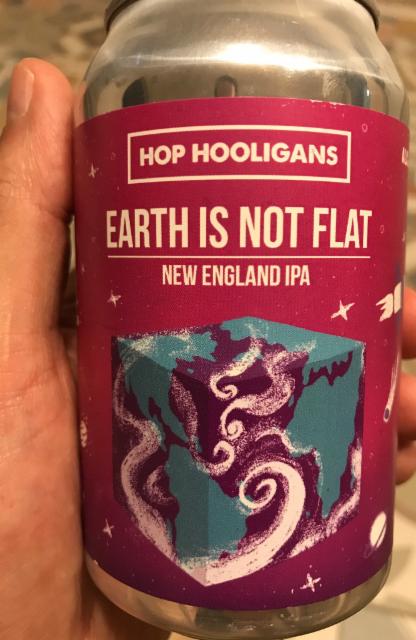 HOP HOOLIGANS
EARTH IS NOT FLAT
NEW ENGLAND IPA